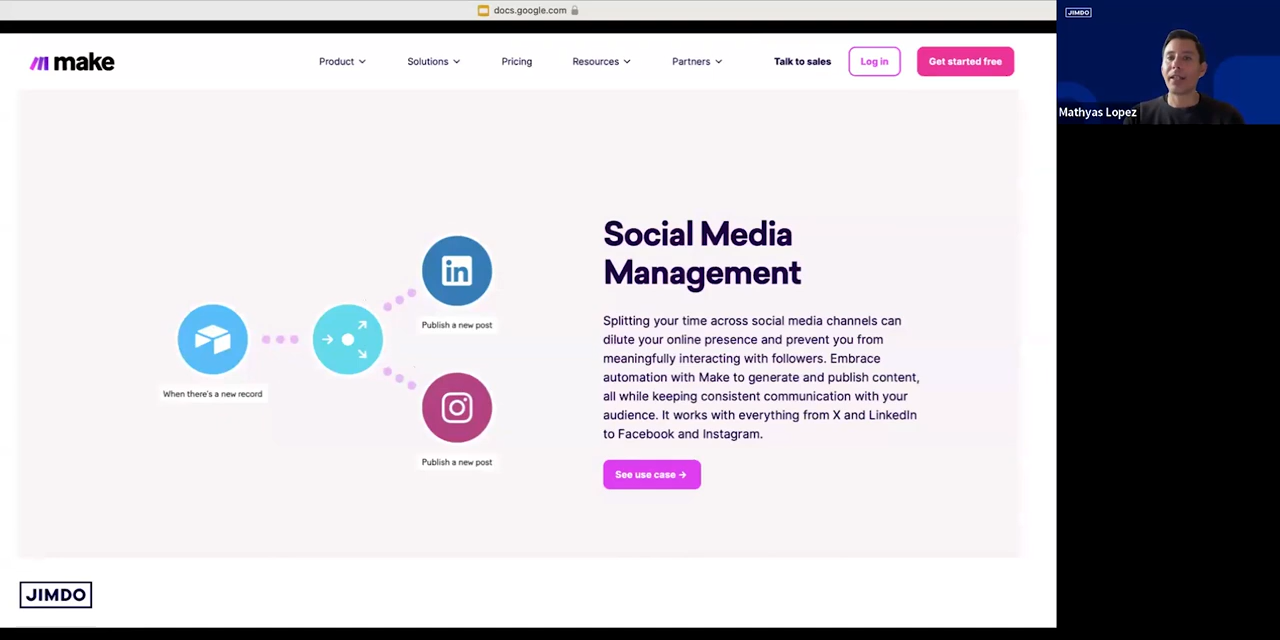 docs.google.com
JIMDO
make
Product
Solutions
Pricing
Resources
Partners
Talk to sales
Log in
Get started free
Mathyas Lopez
Social Media
Management
Publish a new post
When there's a new record
Publish a new post
Splitting your time across social media channels can
dilute your online presence and prevent you from
meaningfully interacting with followers. Embrace
automation with Make to generate and publish content,
all while keeping consistent communication with your
audience. It works with everything from X and LinkedIn
to Facebook and Instagram.
See use case →
in
JIMDO